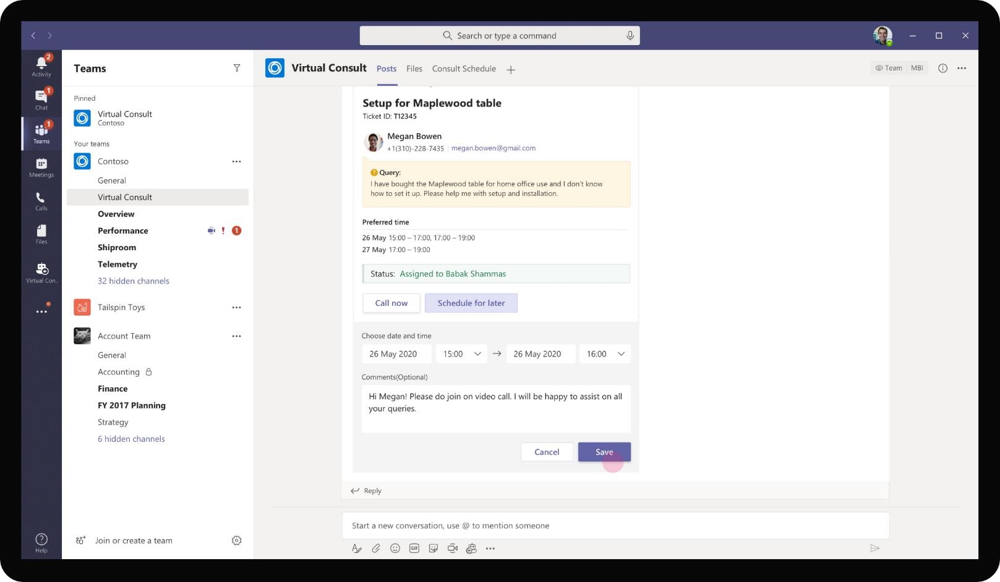 Search or type a command
2
Activity
1
Chat
1
Teams
Meetings
Calls
Files
Virtual Con..
Help
Teams
Pinned
Virtual Consult
Contoso
Your teams
Contoso
General
Virtual Consult
Overview
Performance ! 1
Shiproom
Telemetry
32 hidden channels
Tailspin Toys
Account Team
General
Accounting
Finance
FY 2017 Planning
Strategy
6 hidden channels
Join or create a team
Virtual Consult Posts Files Consult Schedule
Team MBI
Setup for Maplewood table
Ticket ID: T12345
Megan Bowen
+1(310)-228-7435 megan.bowen@gmail.com
? Query:
I have bought the Maplewood table for home office use and I don't know
how to set it up. Please help me with setup and installation.
Preferred time
26 May 15:00 – 17:00, 17:00 – 19:00
27 May 17:00 – 19:00
Status: Assigned to Babak Shammas
Call now Schedule for later
Choose date and time
26 May 2020 15:00 → 26 May 2020 16:00
Comments(Optional)
Hi Megan! Please do join on video call. I will be happy to assist on all
your queries.
Cancel Save
Reply
Start a new conversation, use @ to mention someone
GIF